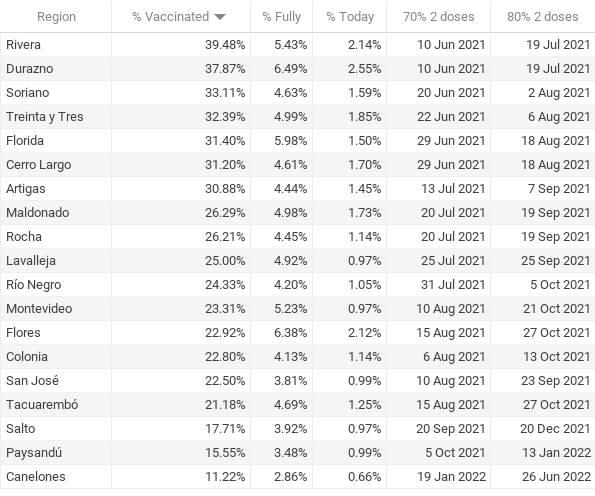 Region % Vaccinated % Fully % Today 70% 2 doses 80% 2 doses
Rivera 39.48% 5.43% 2.14% 10 Jun 2021 19 Jul 2021
Durazno 37.87% 6.49% 2.55% 10 Jun 2021 19 Jul 2021
Soriano 33.11% 4.63% 1.59% 20 Jun 2021 2 Aug 2021
Treinta y Tres 32.39% 4.99% 1.85% 22 Jun 2021 6 Aug 2021
Florida 31.40% 5.98% 1.50% 29 Jun 2021 18 Aug 2021
Cerro Largo 31.20% 4.61% 1.70% 29 Jun 2021 18 Aug 2021
Artigas 30.88% 4.44% 1.45% 13 Jul 2021 7 Sep 2021
Maldonado 26.29% 4.98% 1.73% 20 Jul 2021 19 Sep 2021
Rocha 26.21% 4.45% 1.14% 20 Jul 2021 19 Sep 2021
Lavalleja 25.00% 4.92% 0.97% 25 Jul 2021 25 Sep 2021
Río Negro 24.33% 4.20% 1.05% 31 Jul 2021 5 Oct 2021
Montevideo 23.31% 5.23% 0.97% 10 Aug 2021 21 Oct 2021
Flores 22.92% 6.38% 2.12% 15 Aug 2021 27 Oct 2021
Colonia 22.80% 4.13% 1.14% 6 Aug 2021 13 Oct 2021
San José 22.50% 3.81% 0.99% 10 Aug 2021 23 Sep 2021
Tacuarembó 21.18% 4.69% 1.25% 15 Aug 2021 27 Oct 2021
Salto 17.71% 3.92% 0.97% 20 Sep 2021 20 Dec 2021
Paysandú 15.55% 3.48% 0.99% 5 Oct 2021 13 Jan 2022
Canelones 11.22% 2.86% 0.66% 19 Jan 2022 26 Jun 2022